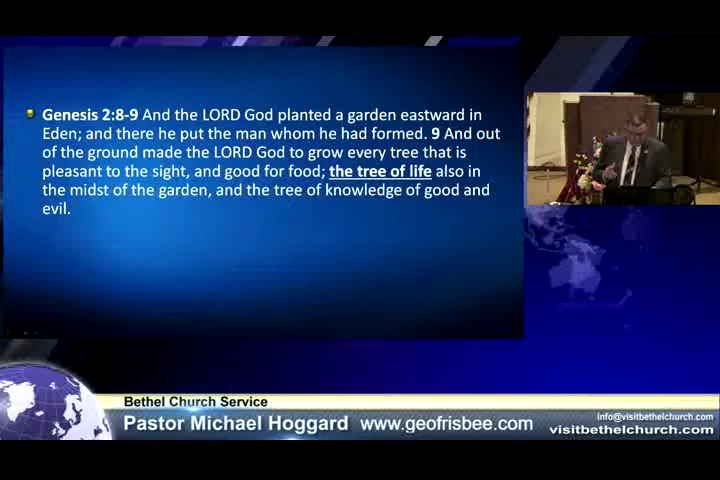 Genesis 2:8-9 And the LORD God planted a garden eastward in
Eden; and there he put the man whom he had formed. 9 And out
of the ground made the LORD God to grow every tree that is
pleasant to the sight, and good for food; the tree of life also in
the midst of the garden, and the tree of knowledge of good and
evil.
Bethel Church Service
Pastor Michael Hoggard www.geofrisbee.com
info@visitbethelchurch.com
visitbethelchurch.com